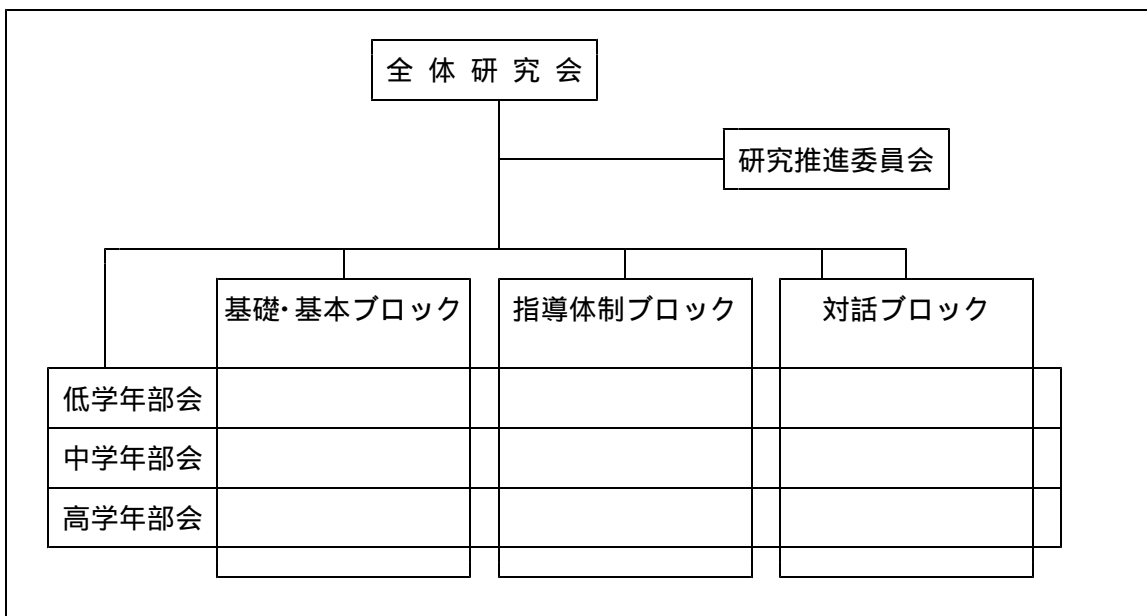 全 体 研 究 会
研究推進委員会
基礎・基本ブロック
指導体制ブロック
対話ブロック
低学年部会
中学年部会
高学年部会